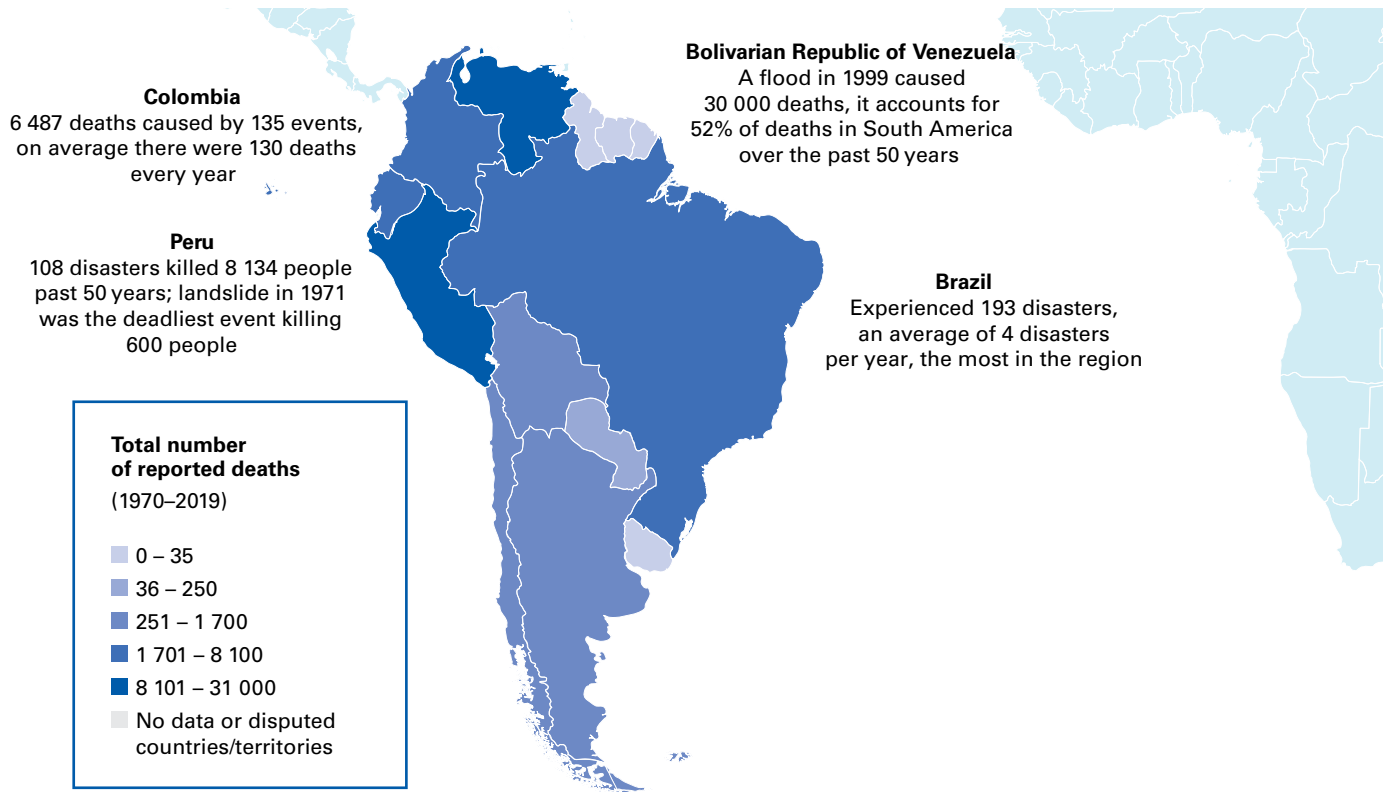 Colombia
6 487 deaths caused by 135 events,
on average there were 130 deaths
every year
Bolivarian Republic of Venezuela
A flood in 1999 caused
30 000 deaths, it accounts for
52% of deaths in South America
over the past 50 years
Peru
108 disasters killed 8 134 people
past 50 years; landslide in 1971
was the deadliest event killing
600 people
Brazil
Experienced 193 disasters,
an average of 4 disasters
per year, the most in the region
Total number
of reported deaths
(1970–2019)
0 – 35
36 – 250
251 – 1 700
1 701 – 8 100
8 101 – 31 000
No data or disputed
countries/territories